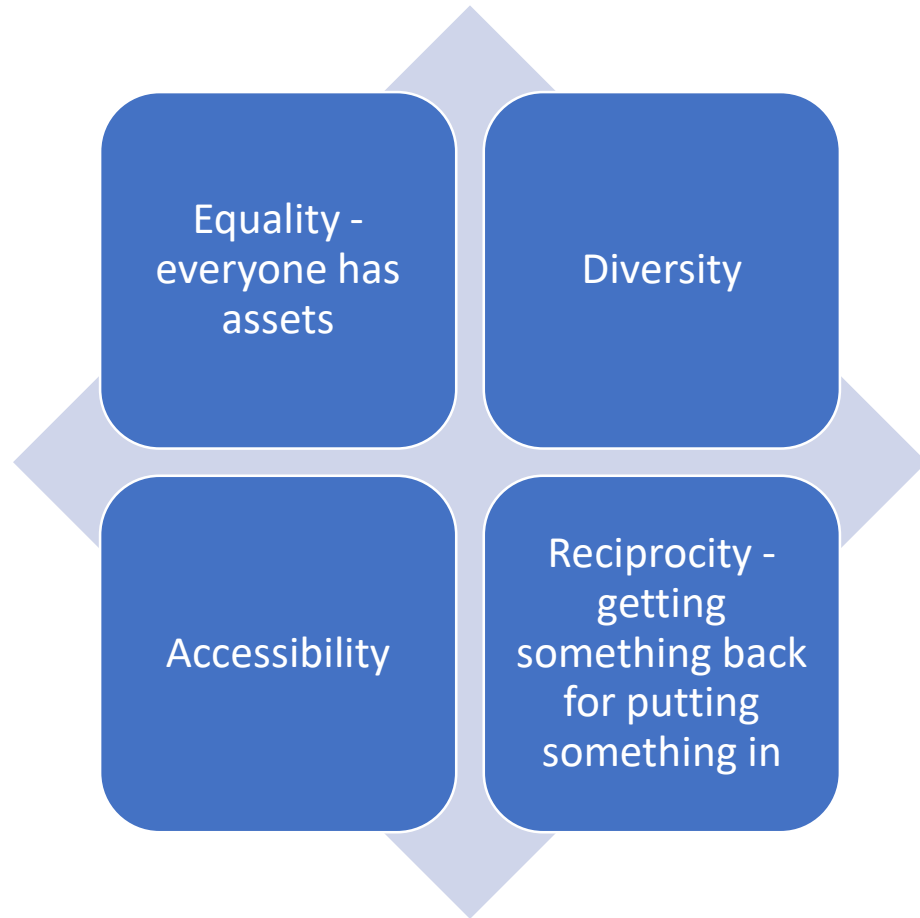 Equality -
everyone has
assets
Diversity
Accessibility
Reciprocity -
getting
something back
for putting
something in